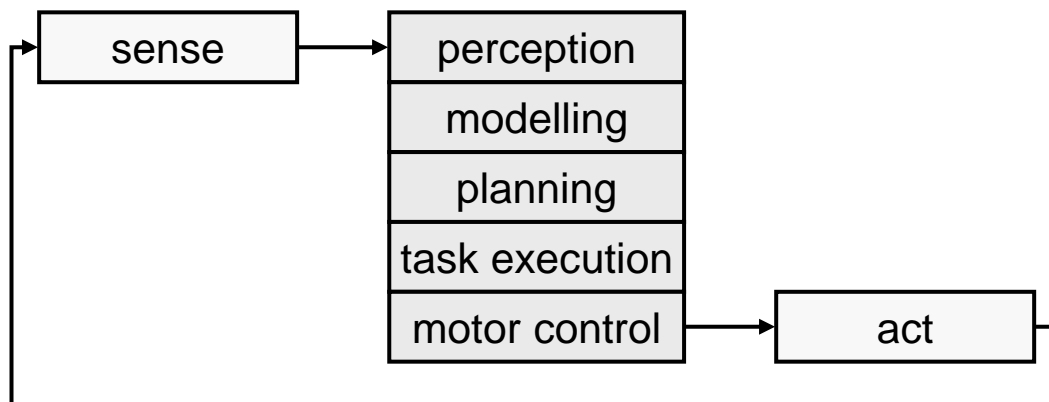 sense
perception
modelling
planning
task execution
motor control
act